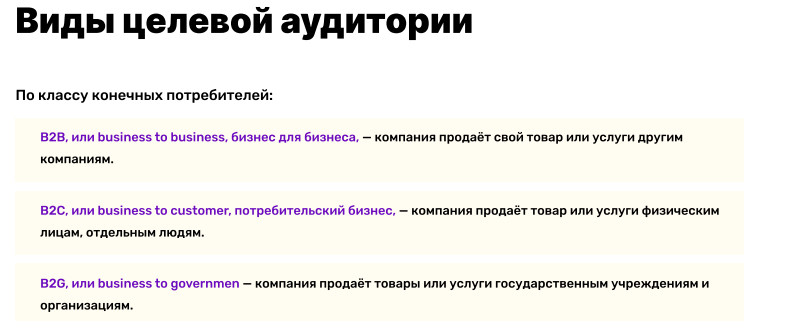 Виды целевой аудитории
По классу конечных потребителей:
B2B, или business to business, бизнес для бизнеса, — компания продаёт свой товар или услуги другим
компаниям.
B2C, или business to customer, потребительский бизнес, — компания продаёт товар или услуги физическим
лицам, отдельным людям.
B2G, или business to governmen — компания продаёт товары или услуги государственным учреждениям и
организациям.